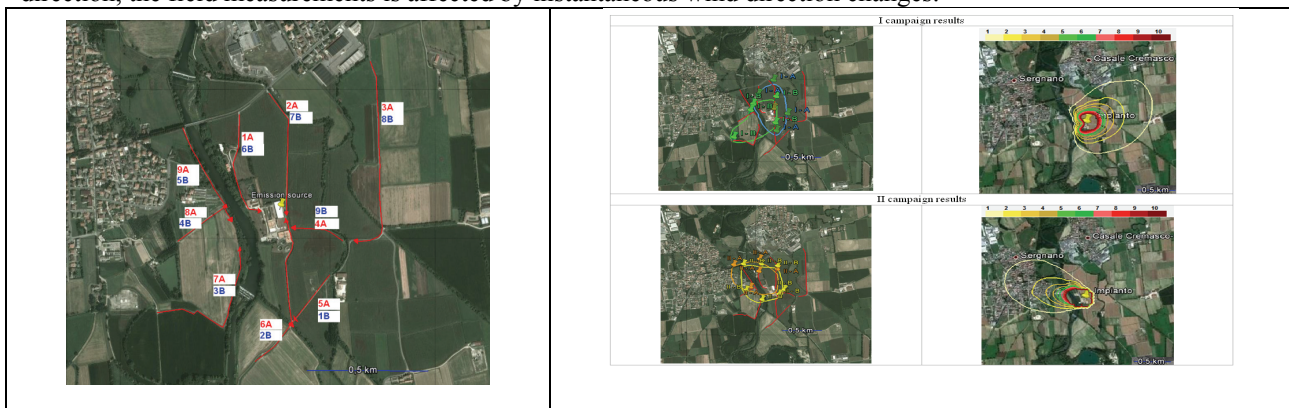 direction, the field measurements is affected by instantaneous wind direction changes.
2A
7B
3A
8B
1A
6B
9A
5B
Emission source
8A
4B
9B
4A
7A
3B
5A
1B
6A
2B
0.5 km
I campaign results
0.5 km
1 2 3 4 5 6 7 8 9 10
Casale Cremasco
Sergnano
Impianto
0.5 km
II campaign results
0.5 km
1 2 3 4 5 6 7 8 9 10
Casale Cremasco
Sergnano
Impianto
0.5 km